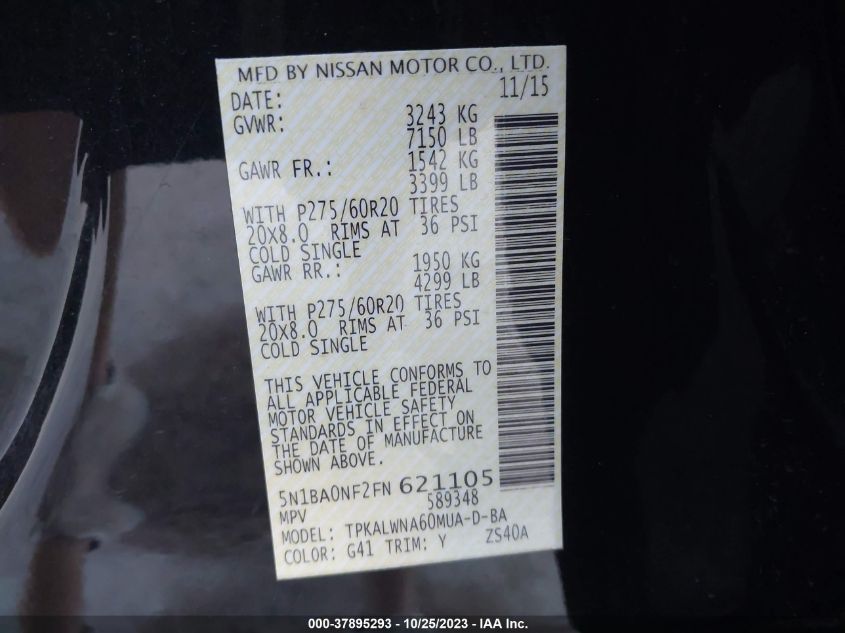 MFD BY NISSAN MOTOR CO., LTD.
DATE: 11/15
GVWR: 3243 KG
7150 LB
GAWR FR.: 1542 KG
3399 LB
WITH P275/60R20 TIRES
20X8.0 RIMS AT 36 PSI
COLD SINGLE
GAWR RR.: 1950 KG
4299 LB
WITH P275/60R20 TIRES
20X8.0 RIMS AT 36 PSI
COLD SINGLE
THIS VEHICLE CONFORMS TO
ALL APPLICABLE FEDERAL
MOTOR VEHICLE SAFETY
STANDARDS IN EFFECT ON
THE DATE OF MANUFACTURE
SHOWN ABOVE.
5N1BA0NF2FN 621105
MPV 589348
MODEL: TPKALWNA60MUA-D-BA
COLOR: G41 TRIM: Y ZS40A
000-37895293 - 10/25/2023 - IAA Inc.